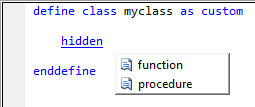 define class myclass as custom
hidden
function
procedure
enddefine